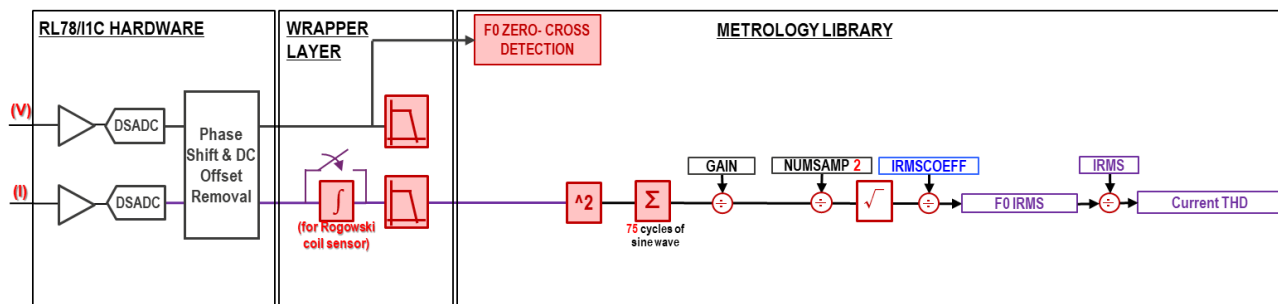 RL78/I1C HARDWARE
WRAPPER
LAYER
METROLOGY LIBRARY
F0 ZERO- CROSS
DETECTION
(V)
DSADC
Phase
Shift & DC
Offset
Removal
(I)
DSADC
∫
(for Rogowski
coil sensor)
^2
Σ
75 cycles of
sine wave
GAIN
÷
NUMSAMP 2
÷
√
IRMSCOEFF
÷
F0 IRMS
IRMS
÷
Current THD